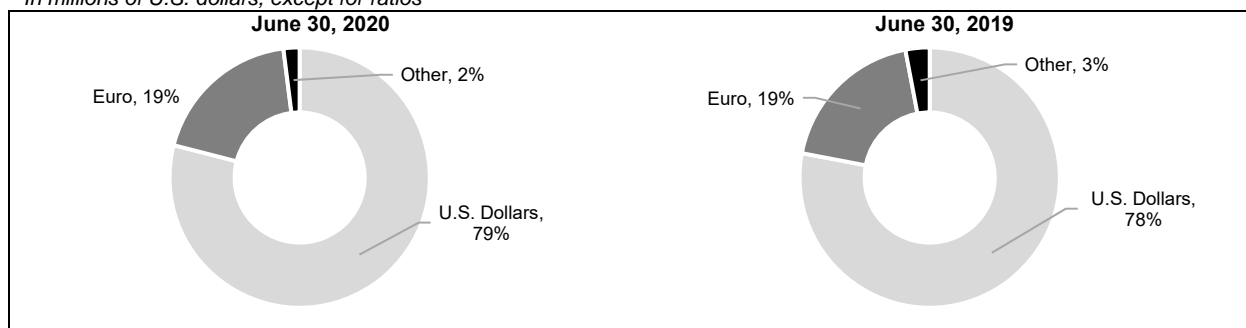 In millions of U.S. dollars, except for ratios
June 30, 2020
Other, 2%
Euro, 19%
U.S. Dollars,
79%
June 30, 2019
Other, 3%
Euro, 19%
U.S. Dollars,
78%